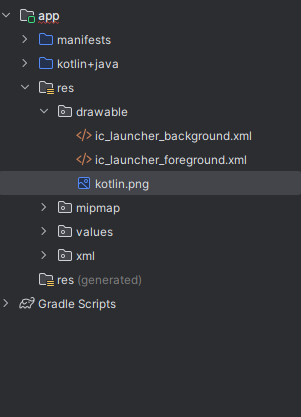 app
manifests
kotlin+java
res
drawable
ic_launcher_background.xml
ic_launcher_foreground.xml
kotlin.png
mipmap
values
xml
res (generated)
Gradle Scripts